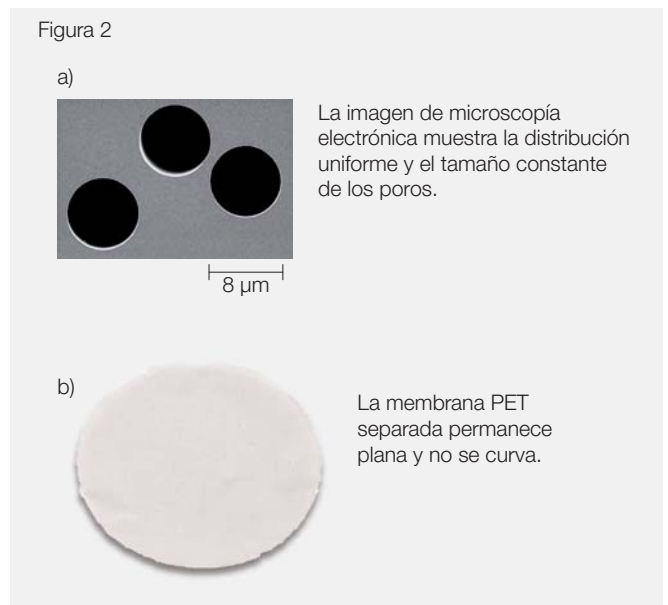 Figura 2
a)
La imagen de microscopía
electrónica muestra la distribución
uniforme y el tamaño constante
de los poros.
8 µm
b)
La membrana PET
separada permanece
plana y no se curva.